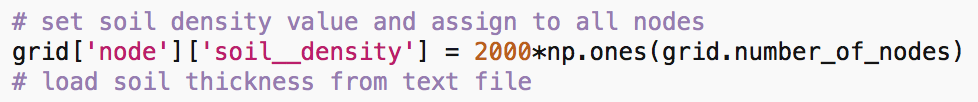 # set soil density value and assign to all nodes
grid['node']['soil__density'] = 2000*np.ones(grid.number_of_nodes)
# load soil thickness from text file